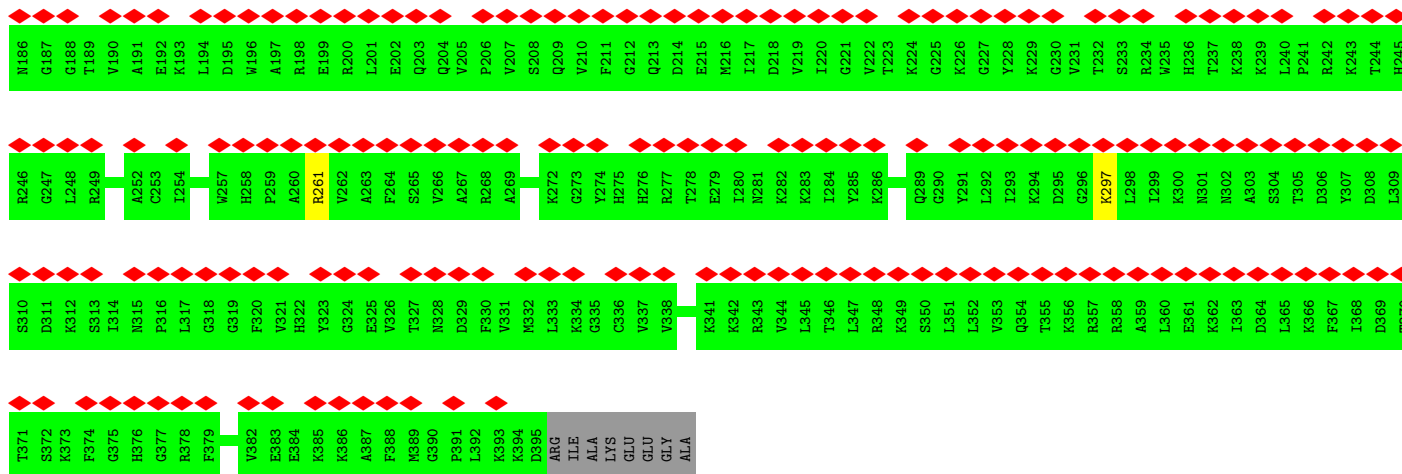 N186 G187 G188 T189 V190 A191 E192 K193 L194 D195 W196 A197 R198 E199 R200 L201 E202 Q203 Q204 V205 P206 V207 S208 Q209 V210 F211 G212 Q213 D214 E215 M216 I217 D218 V219 I220 G221 V222 T223 K224 G225 K226 G227 Y228 K229 G230 V231 T232 S233 R234 W235 H236 T237 K238 K239 L240 P241 R242 K243 T244 H245
R246 G247 L248 R249 A252 C253 I254 W257 H258 P259 A260 R261 V262 A263 F264 S265 V266 A267 R268 A269 K272 G273 Y274 H275 H276 R277 T278 E279 I280 N281 K282 K283 I284 Y285 K286 Q289 G290 Y291 L292 I293 K294 D295 G296 K297 L298 I299 K300 N301 N302 A303 S304 T305 D306 Y307 D308 L309
S310 D311 K312 S313 I314 N315 P316 L317 G318 G319 F320 V321 H322 Y323 G324 E325 V326 T327 N328 D329 F330 V331 M332 L333 K334 G335 C336 V337 V338 K341 K342 R343 V344 L345 T346 L347 R348 K349 S350 L351 L352 V353 Q354 T355 K356 R357 R358 A359 L360 E361 K362 I363 D364 L365 K366 F367 I368 D369
T371 S372 K373 F374 G375 H376 G377 R378 F379 V382 E383 E384 K385 K386 A387 F388 M389 G390 P391 L392 K393 K394 D395 ARG ILE ALA LYS GLU GLU GLY ALA